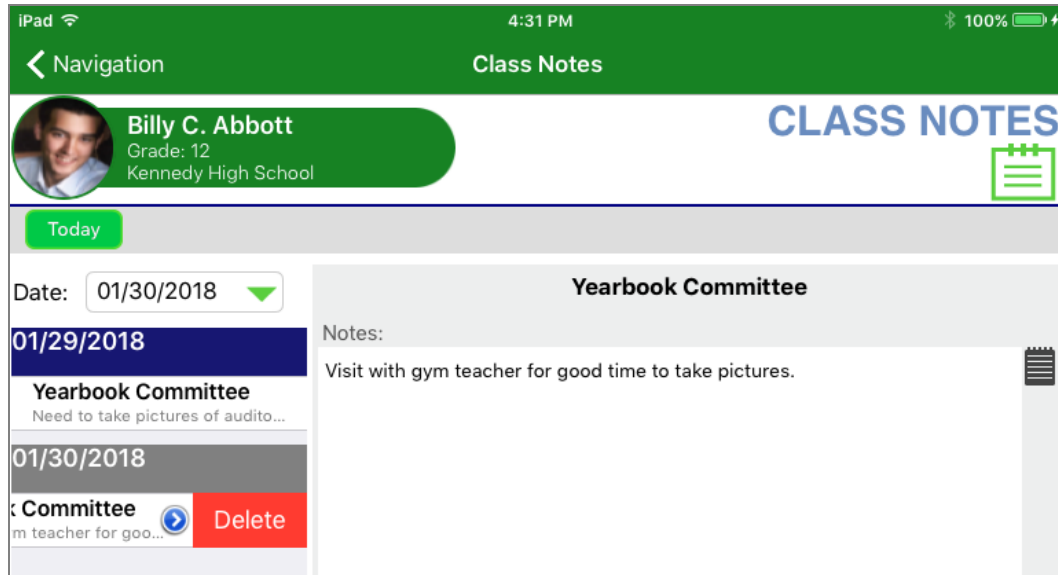 iPad 4:31 PM 100%
Navigation Class Notes
Billy C. Abbott
Grade: 12
Kennedy High School
CLASS NOTES
Today
Date: 01/30/2018
01/29/2018
Yearbook Committee
Need to take pictures of audito...
01/30/2018
Committee
m teacher for goo...
Delete
Yearbook Committee
Notes:
Visit with gym teacher for good time to take pictures.